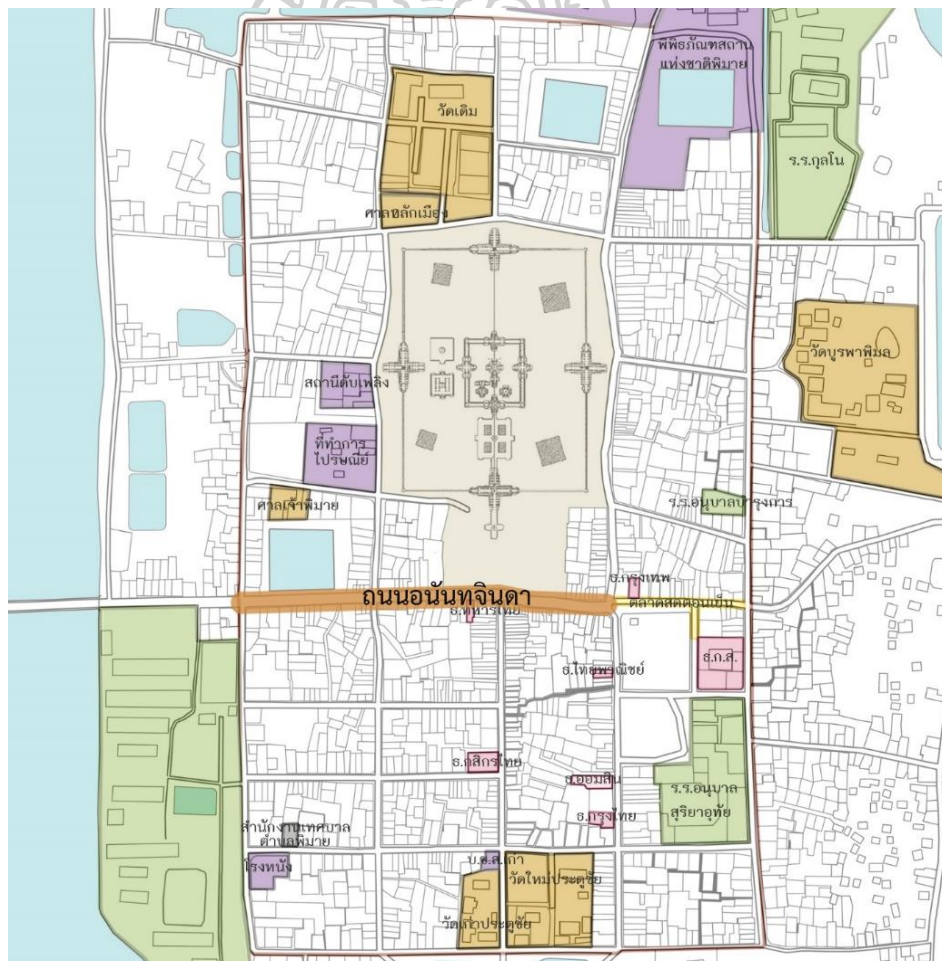 พิพิธภัณฑสถาน
แห่งชาติพิมาย
วัดเดิม
ร.ร.กุลโน
ศาลหลักเมือง
วัดบูรพาพิมล
สถานีดับเพลิง
ที่ทำการ
ไปรษณีย์
ศาลเจ้าพิมาย
ร.ร.อนุบาลบำรุงการ
ธ.กรุงเทพ
ถนนอนันทจินดา
ตลาดสดตอนเย็น
ธ.ทหารไทย
ธ.ไทยพาณิชย์
ธ.ก.ส.
ธ.กสิกรไทย
ธ.ออมสิน
ร.ร.อนุบาล
สุริยาอุทัย
ธ.กรุงไทย
สำนักงานเทศบาล
ตำบลพิมาย
โรงหนัง
บ.ข.ส.เก่า
วัดใหม่ประตูชัย
วัดเก่าประตูชัย